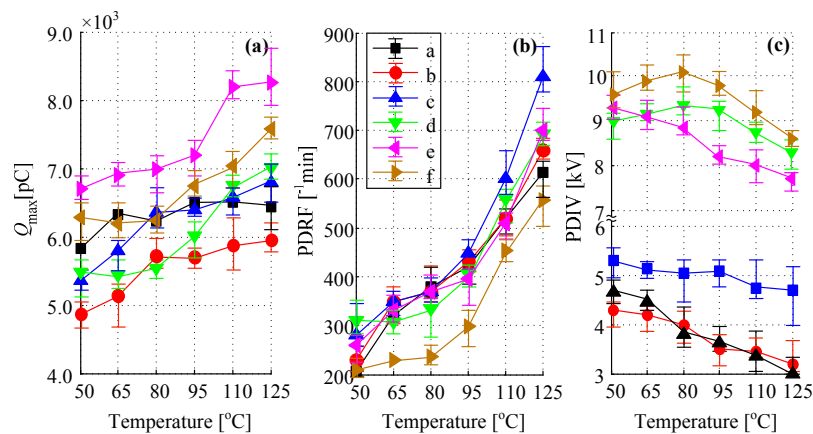 ×10³
9.0
8.0
7.0
6.0
5.0
4.0
Qmax[pC]
(a)
50 65 80 95 110 125
Temperature [°C]
900
800
700
600
500
400
300
200
PDRF [⁻¹min]
(b)
a
b
c
d
e
f
50 65 80 95 110 125
Temperature [°C]
11
10
9
8
7
≈
6
5
4
3
PDIV [kV]
(c)
50 65 80 95 110 125
Temperature [°C]